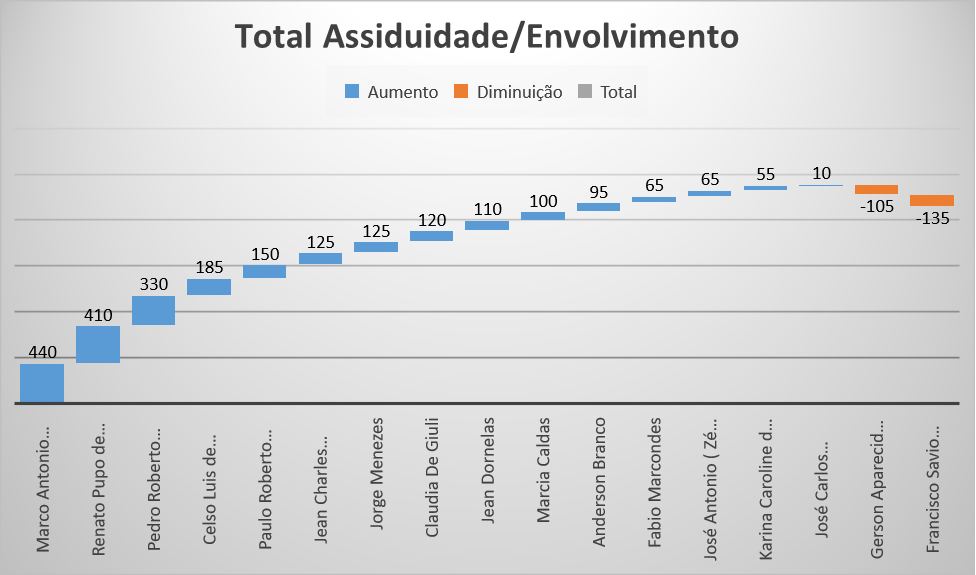 Total Assiduidade/Envolvimento
Aumento Diminuição Total
440
410
330
185
150
125
125
120
110
100
95
65
65
55
10
-105
-135
Marco Antonio...
Renato Pupo de...
Pedro Roberto...
Celso Luis de...
Paulo Roberto...
Jean Charles...
Jorge Menezes
Claudia De Giuli
Jean Dornelas
Marcia Caldas
Anderson Branco
Fabio Marcondes
José Antonio ( Zé...
Karina Caroline d...
José Carlos...
Gerson Aparecid...
Francisco Savio...